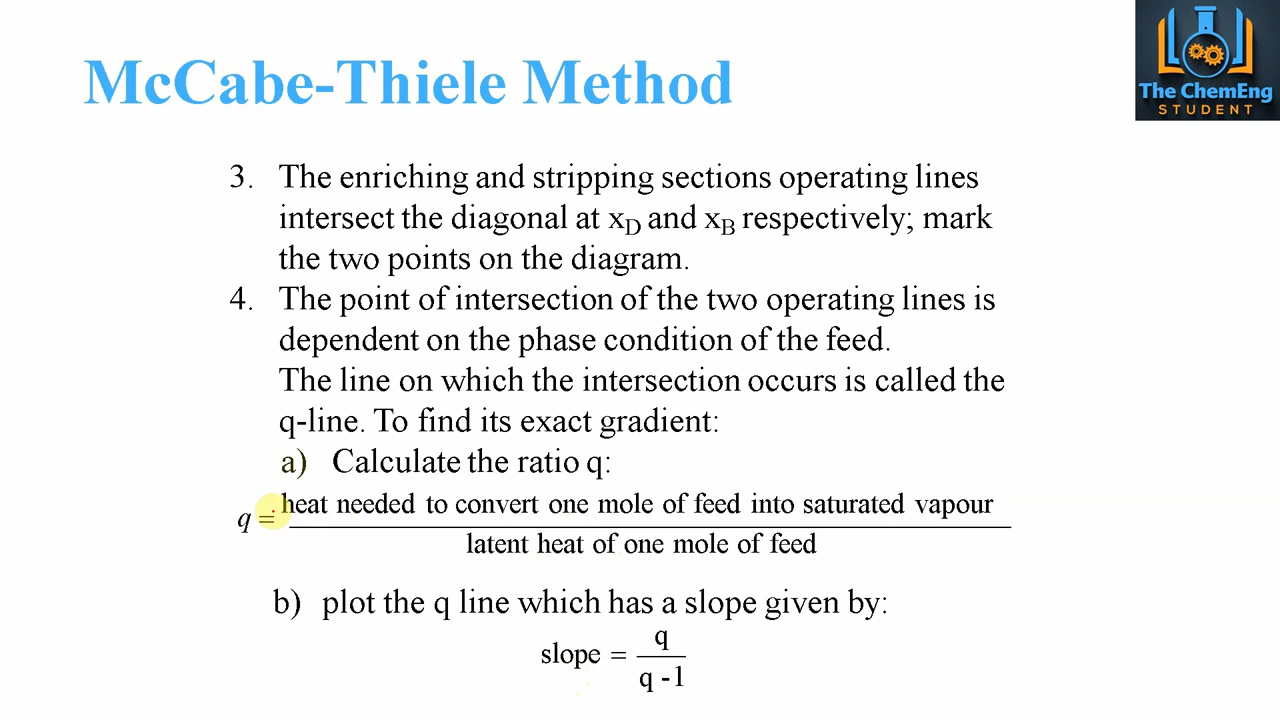 McCabe-Thiele Method
The ChemEng
STUDENT
3. The enriching and stripping sections operating lines
intersect the diagonal at xD and xB respectively; mark
the two points on the diagram.
4. The point of intersection of the two operating lines is
dependent on the phase condition of the feed.
The line on which the intersection occurs is called the
q-line. To find its exact gradient:
a) Calculate the ratio q:
q = heat needed to convert one mole of feed into saturated vapour
latent heat of one mole of feed
b) plot the q line which has a slope given by:
slope = q
q -1